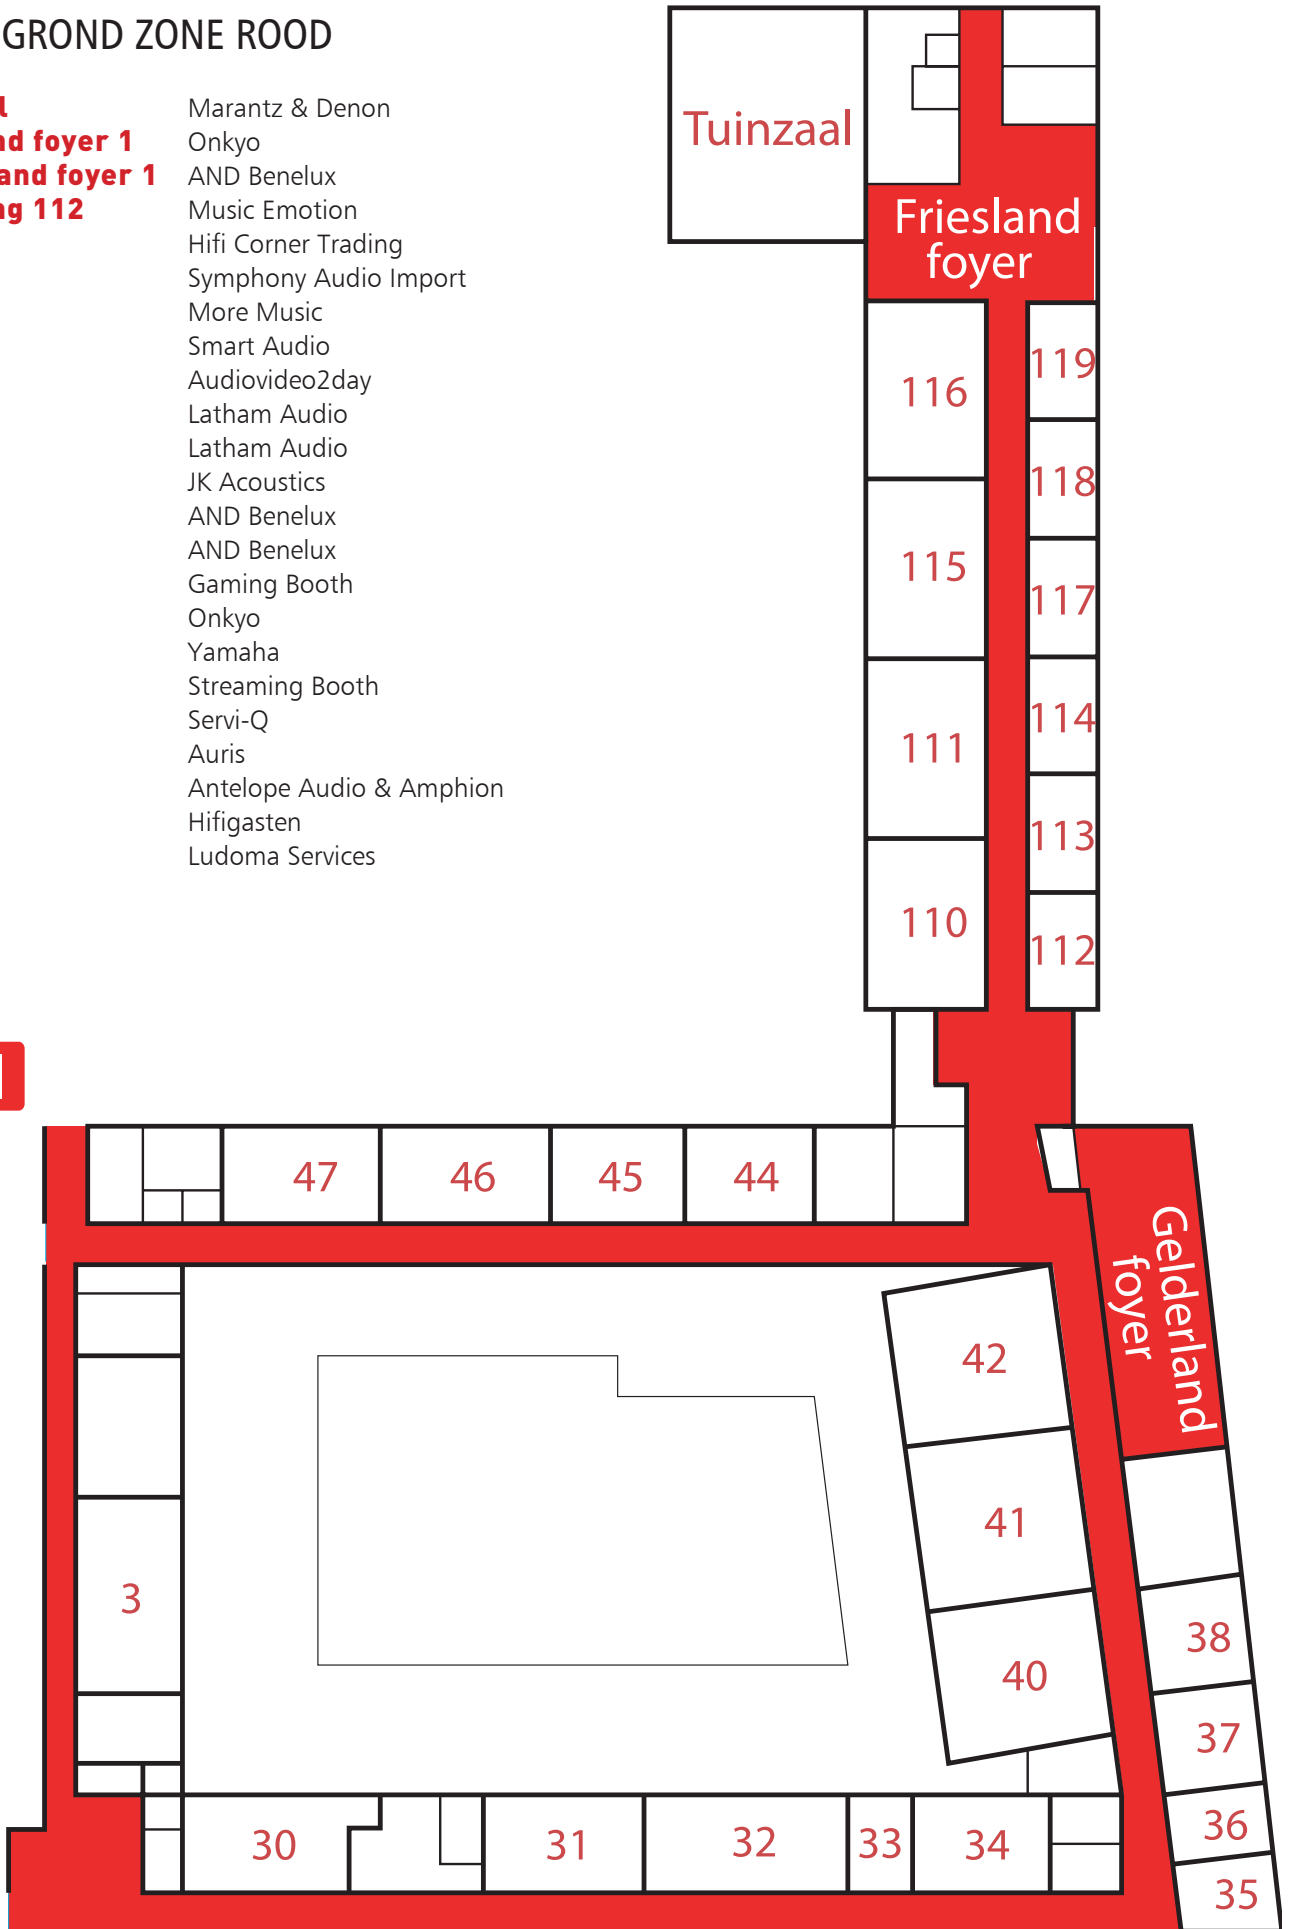 GROND ZONE ROOD
Marantz & Denon
foyer 1 Onkyo
foyer 1 AND Benelux
112 Music Emotion
Hifi Corner Trading
Symphony Audio Import
More Music
Smart Audio
Audiovideo2day
Latham Audio
Latham Audio
JK Acoustics
AND Benelux
AND Benelux
Gaming Booth
Onkyo
Yamaha
Streaming Booth
Servi-Q
Auris
Antelope Audio & Amphion
Hifigasten
Ludoma Services
Tuinzaal
Friesland
foyer
116
119
118
115
117
114
111
113
110
112
47
46
45
44
Gelderland
foyer
42
41
3
40
38
37
36
35
30
31
32
33
34